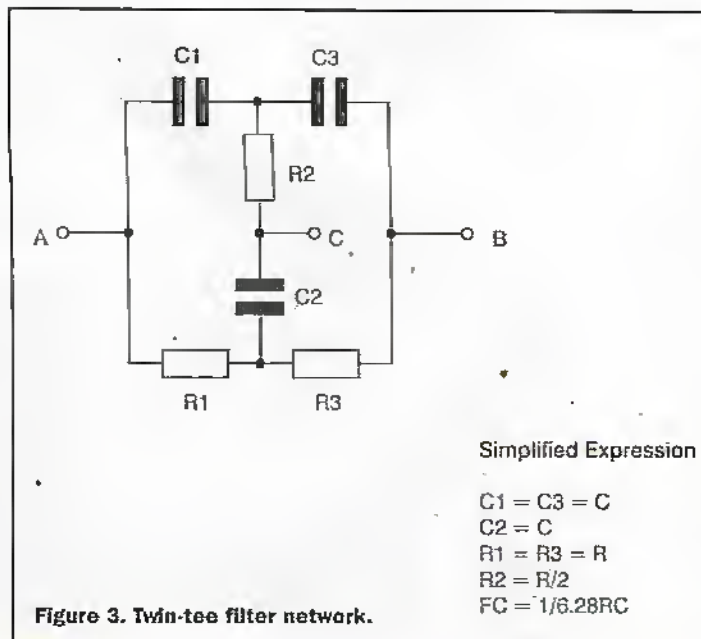 C1
C3
R2
A
C
B
C2
R1
R3
Simplified Expression
C1 = C3 = C
C2 = C
R1 = R3 = R
R2 = R/2
FC = 1/6.28RC
Figure 3. Twin-tee filter network.